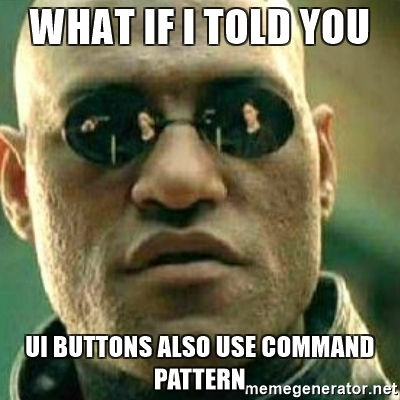 WHAT IF I TOLD YOU
UI BUTTONS ALSO USE COMMAND
PATTERN
memegenerator.net